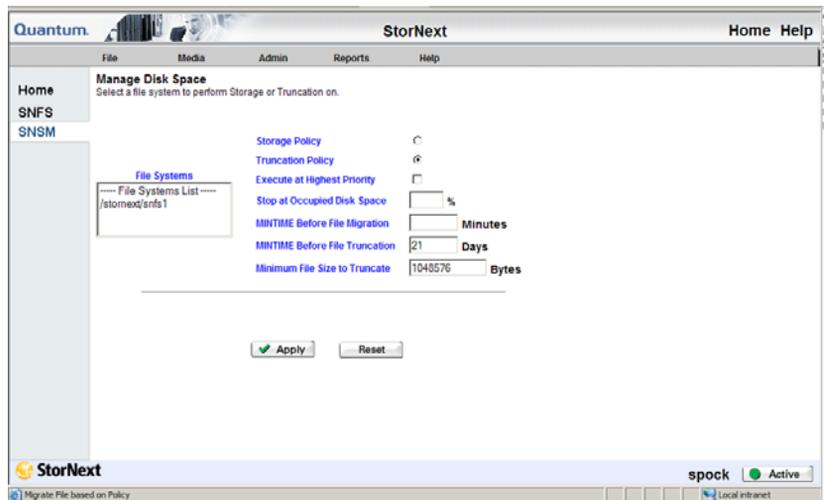 Quantum. StorNext Home Help
File Media Admin Reports Help
Home
SNFS
SNSM
Manage Disk Space
Select a file system to perform Storage or Truncation on.
File Systems
----- File Systems List -----
/stornext/snfs1
Storage Policy
Truncation Policy
Execute at Highest Priority
Stop at Occupied Disk Space %
MINTIME Before File Migration Minutes
MINTIME Before File Truncation 21 Days
Minimum File Size to Truncate 1048576 Bytes
Apply Reset
StorNext spock Active
Migrate File based on Policy Local intranet